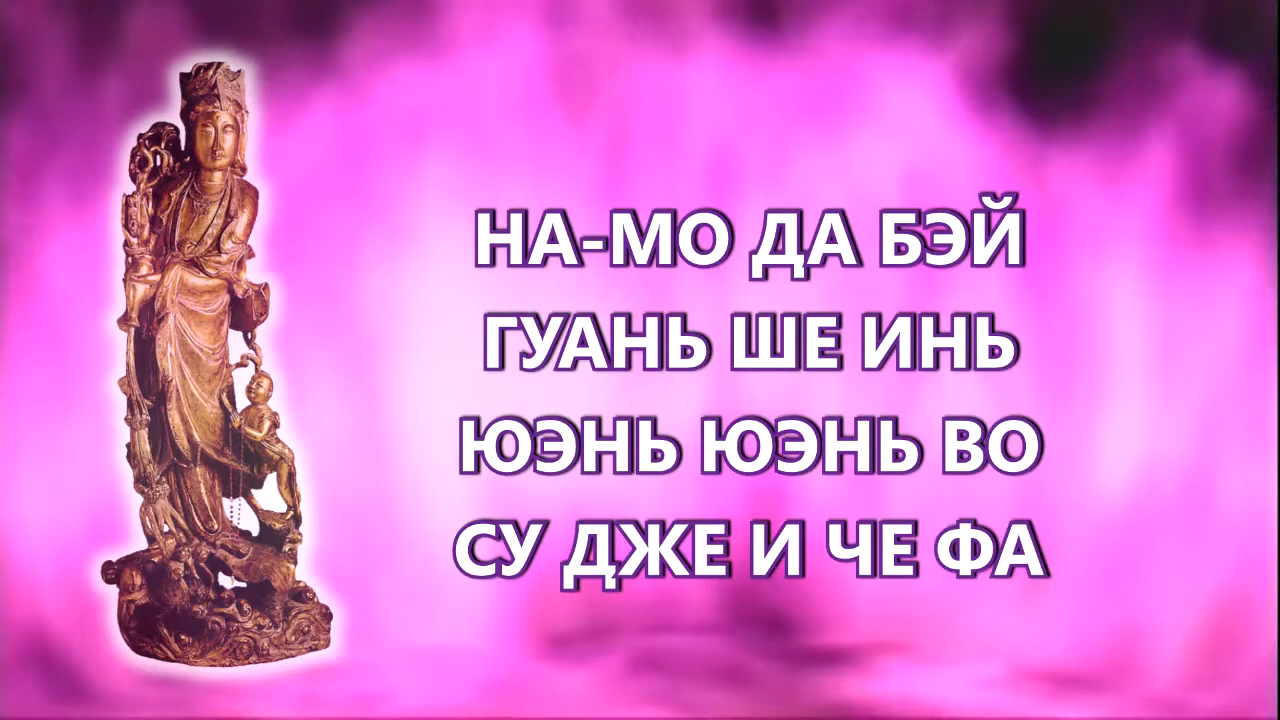 НА-МО ДА БЭЙ
ГУАНЬ ШЕ ИНЬ
ЮЭНЬ ЮЭНЬ ВО
СУ ДЖЕ И ЧЕ ФА